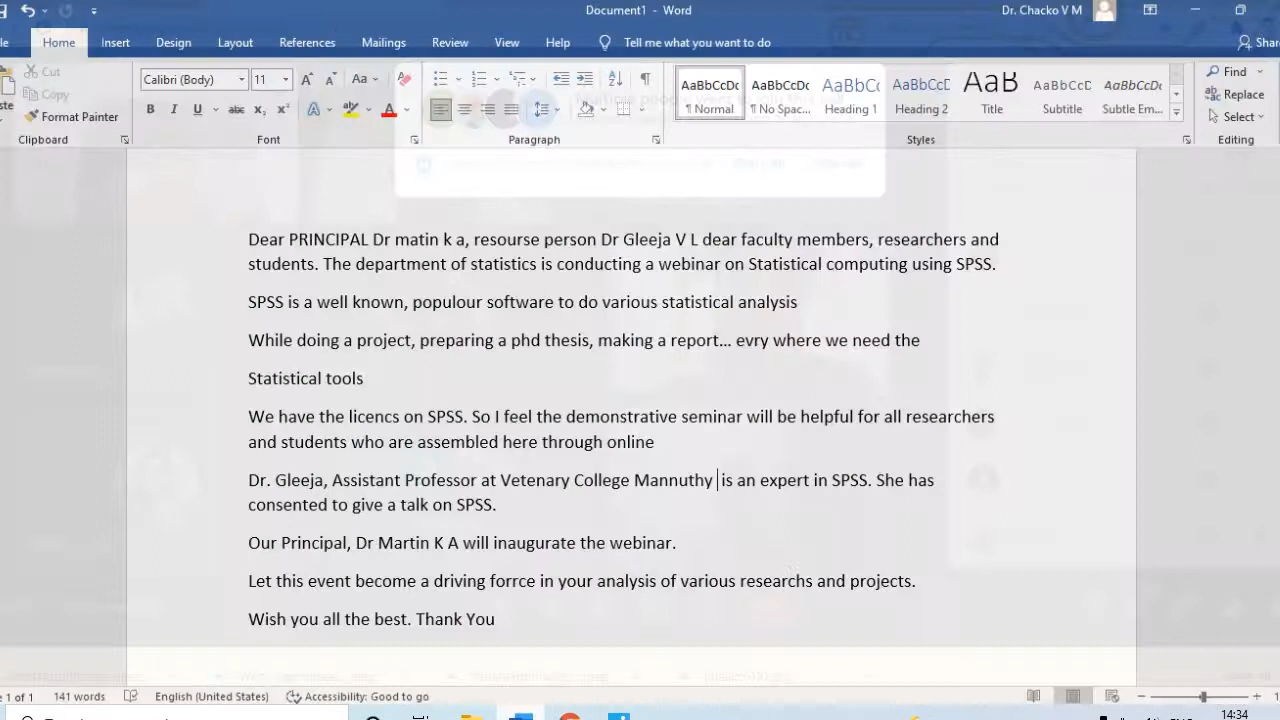 Document1 - Word
Dr. Chacko V M
Home Insert Design Layout References Mailings Review View Help Tell me what you want to do
Cut
Copy
Format Painter
Clipboard
Calibri (Body) 11
Font
Paragraph
AaBbCcDc AaBbCcDc AaBbCc AaBbCcD AaB AaBbCcD AaBbCcDc
¶ Normal ¶ No Spac... Heading 1 Heading 2 Title Subtitle Subtle Em...
Styles
Find
Replace
Select
Editing
Dear PRINCIPAL Dr matin k a, resourse person Dr Gleeja V L dear faculty members, researchers and
students. The department of statistics is conducting a webinar on Statistical computing using SPSS.
SPSS is a well known, populour software to do various statistical analysis
While doing a project, preparing a phd thesis, making a report... evry where we need the
Statistical tools
We have the licencs on SPSS. So I feel the demonstrative seminar will be helpful for all researchers
and students who are assembled here through online
Dr. Gleeja, Assistant Professor at Vetenary College Mannuthy is an expert in SPSS. She has
consented to give a talk on SPSS.
Our Principal, Dr Martin K A will inaugurate the webinar.
Let this event become a driving forrce in your analysis of various researchs and projects.
Wish you all the best. Thank You
1 of 1 141 words English (United States) Accessibility: Good to go
14:34